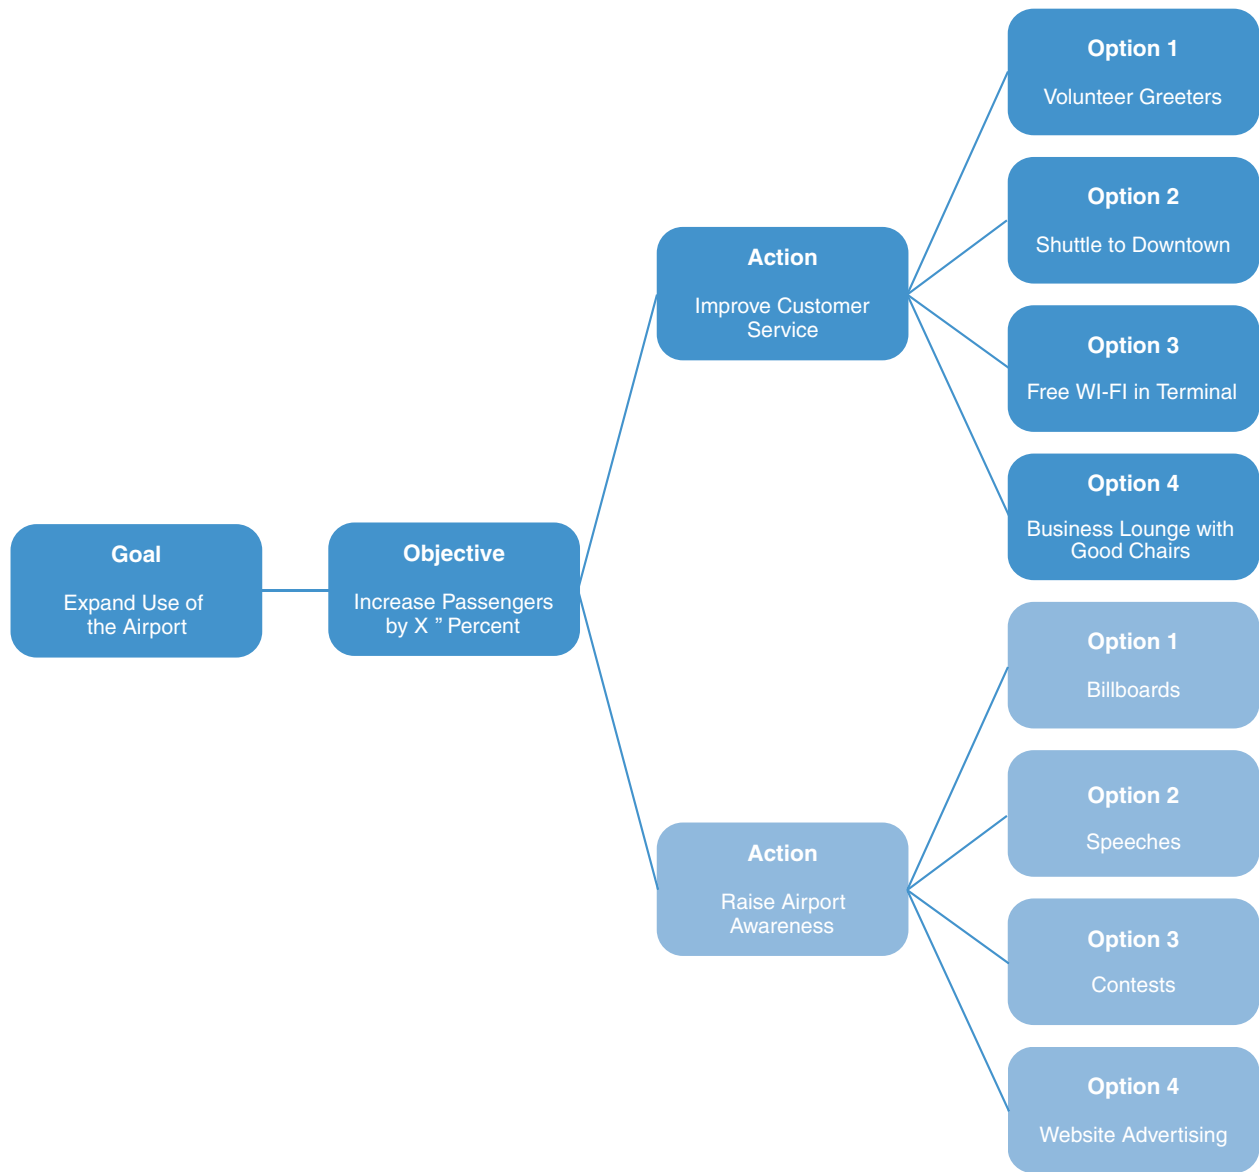 Goal
Expand Use of
the Airport
Objective
Increase Passengers
by X ” Percent
Action
Improve Customer
Service
Option 1
Volunteer Greeters
Option 2
Shuttle to Downtown
Option 3
Free WI-FI in Terminal
Option 4
Business Lounge with
Good Chairs
Action
Raise Airport
Awareness
Option 1
Billboards
Option 2
Speeches
Option 3
Contests
Option 4
Website Advertising